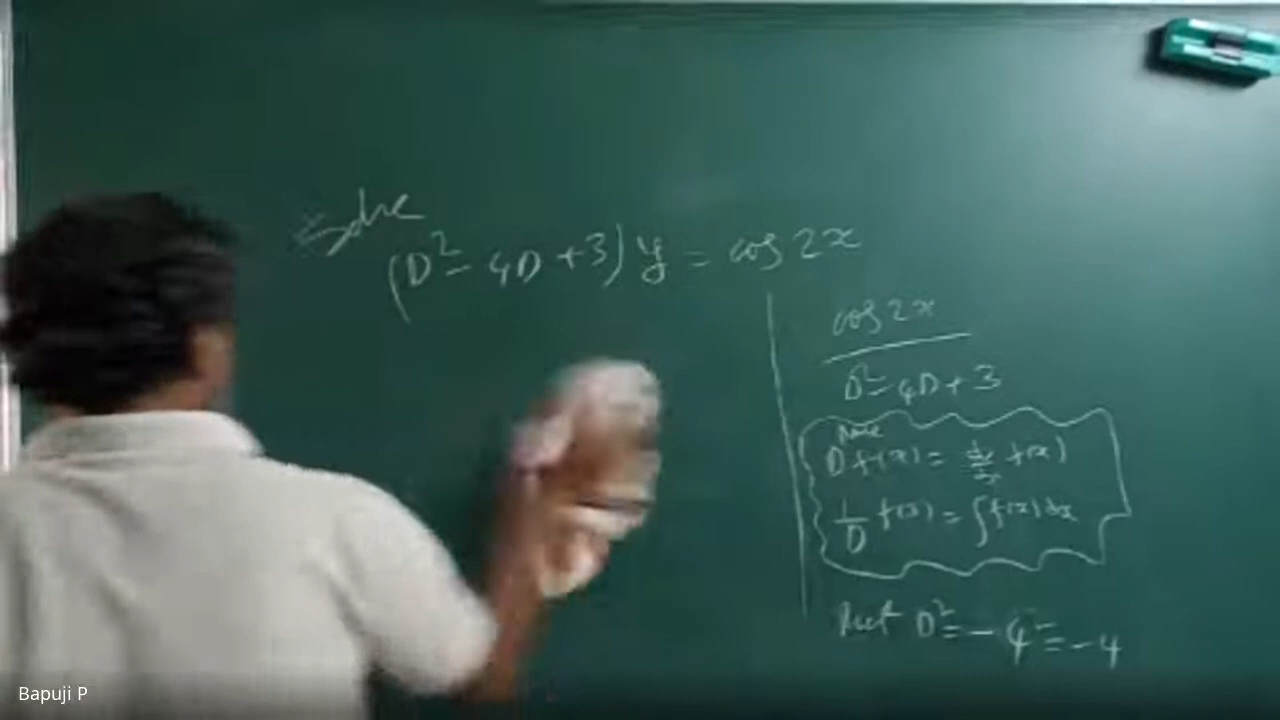 Solve
(D² - 4D + 3) y = cos 2x
cos 2x
D² - 4D + 3
Note
D f(x) = d/dx f(x)
1/D f(x) = ∫ f(x) dx
Put D² = - 4² = - 4
Bapuji P